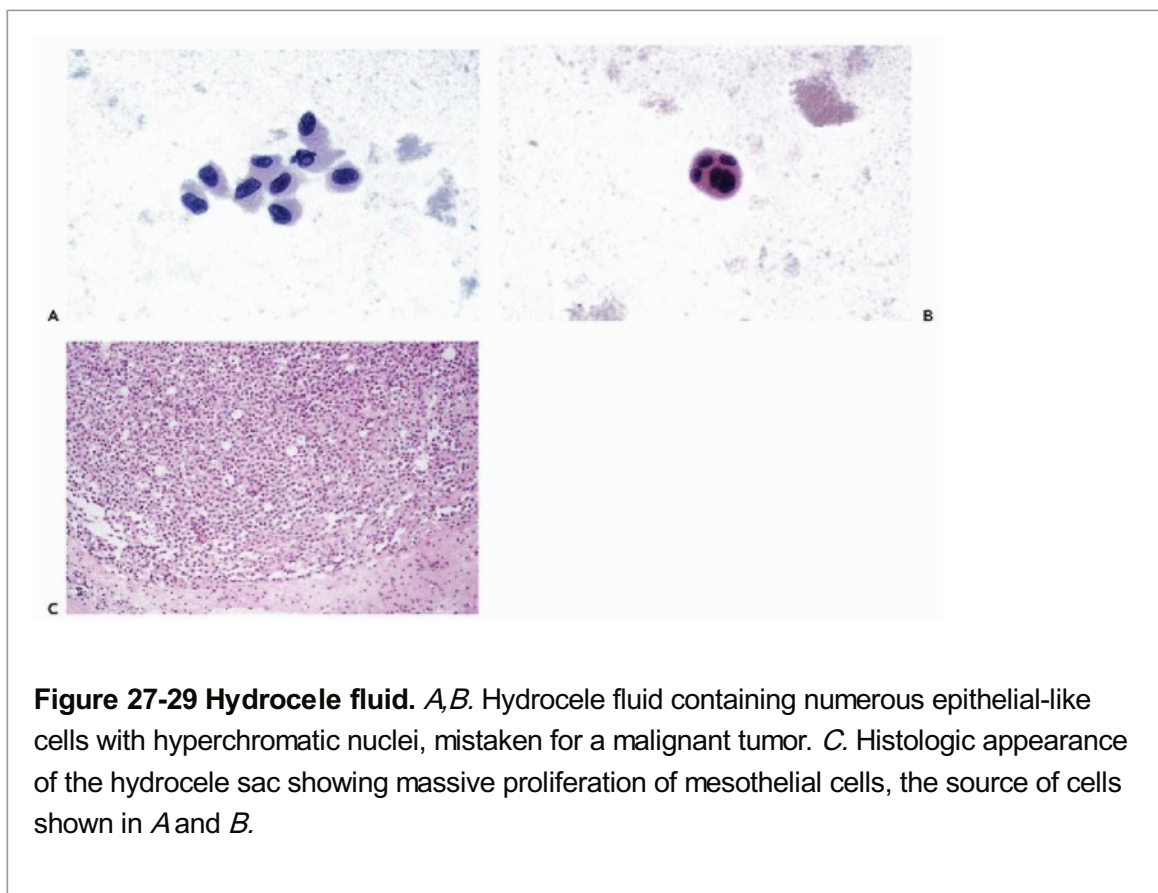 A
B
C
Figure 27-29 Hydrocele fluid. A,B. Hydrocele fluid containing numerous epithelial-like
cells with hyperchromatic nuclei, mistaken for a malignant tumor. C. Histologic appearance
of the hydrocele sac showing massive proliferation of mesothelial cells, the source of cells
shown in A and B.